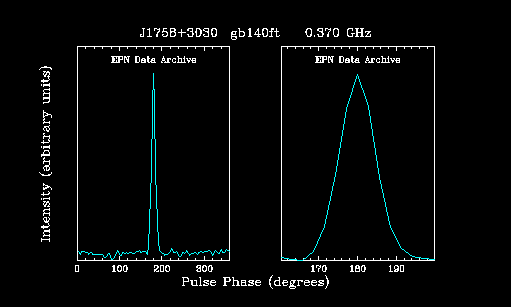 J1758+3030 gb140ft 0.370 GHz
EPN Data Archive EPN Data Archive
Intensity (arbitrary units)
0 100 200 300 170 180 190
Pulse Phase (degrees)